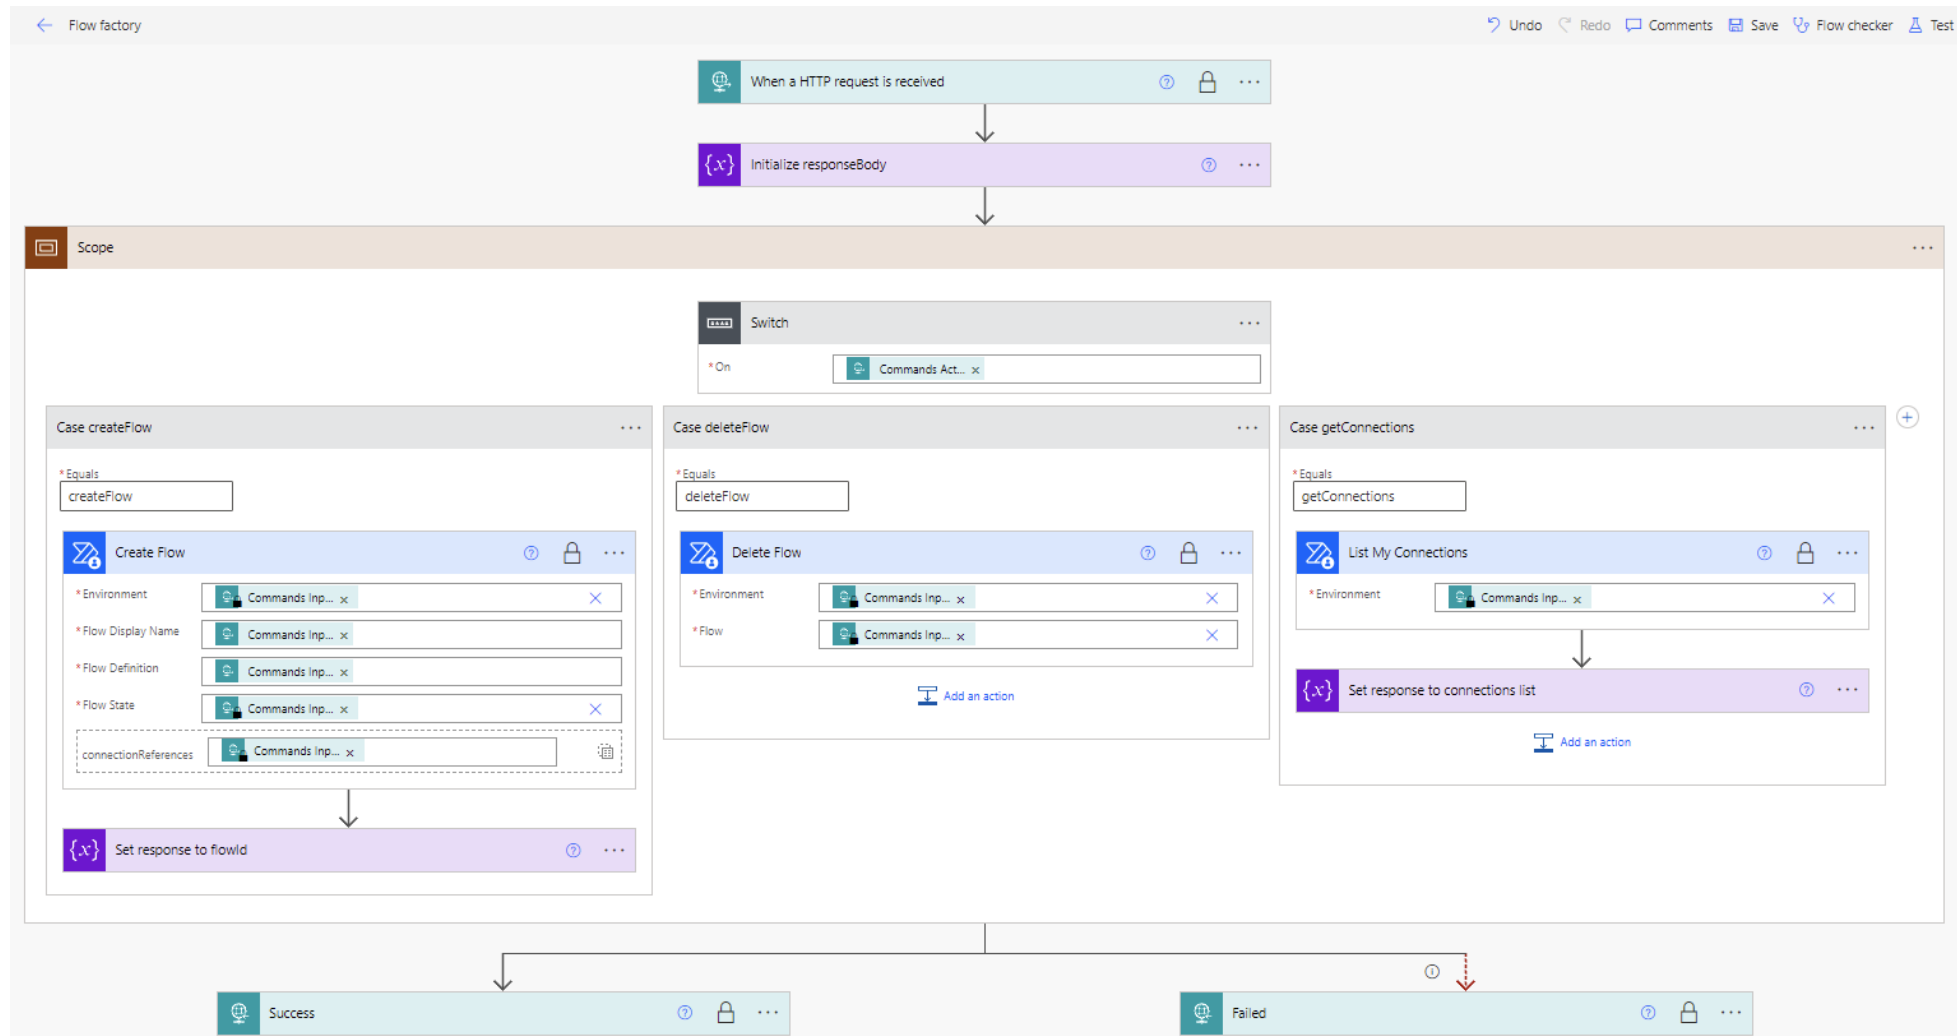 Flow factory
Undo Redo Comments Save Flow checker Test
When a HTTP request is received
{x} Initialize responseBody
Scope
Switch
* On Commands Act... x
Case createFlow
* Equals
createFlow
Create Flow
* Environment Commands Inp... x
* Flow Display Name Commands Inp... x
* Flow Definition Commands Inp... x
* Flow State Commands Inp... x
connectionReferences Commands Inp... x
{x} Set response to flowId
Case deleteFlow
* Equals
deleteFlow
Delete Flow
* Environment Commands Inp... x
* Flow Commands Inp... x
Add an action
Case getConnections
* Equals
getConnections
List My Connections
* Environment Commands Inp... x
{x} Set response to connections list
Add an action
Success
Failed